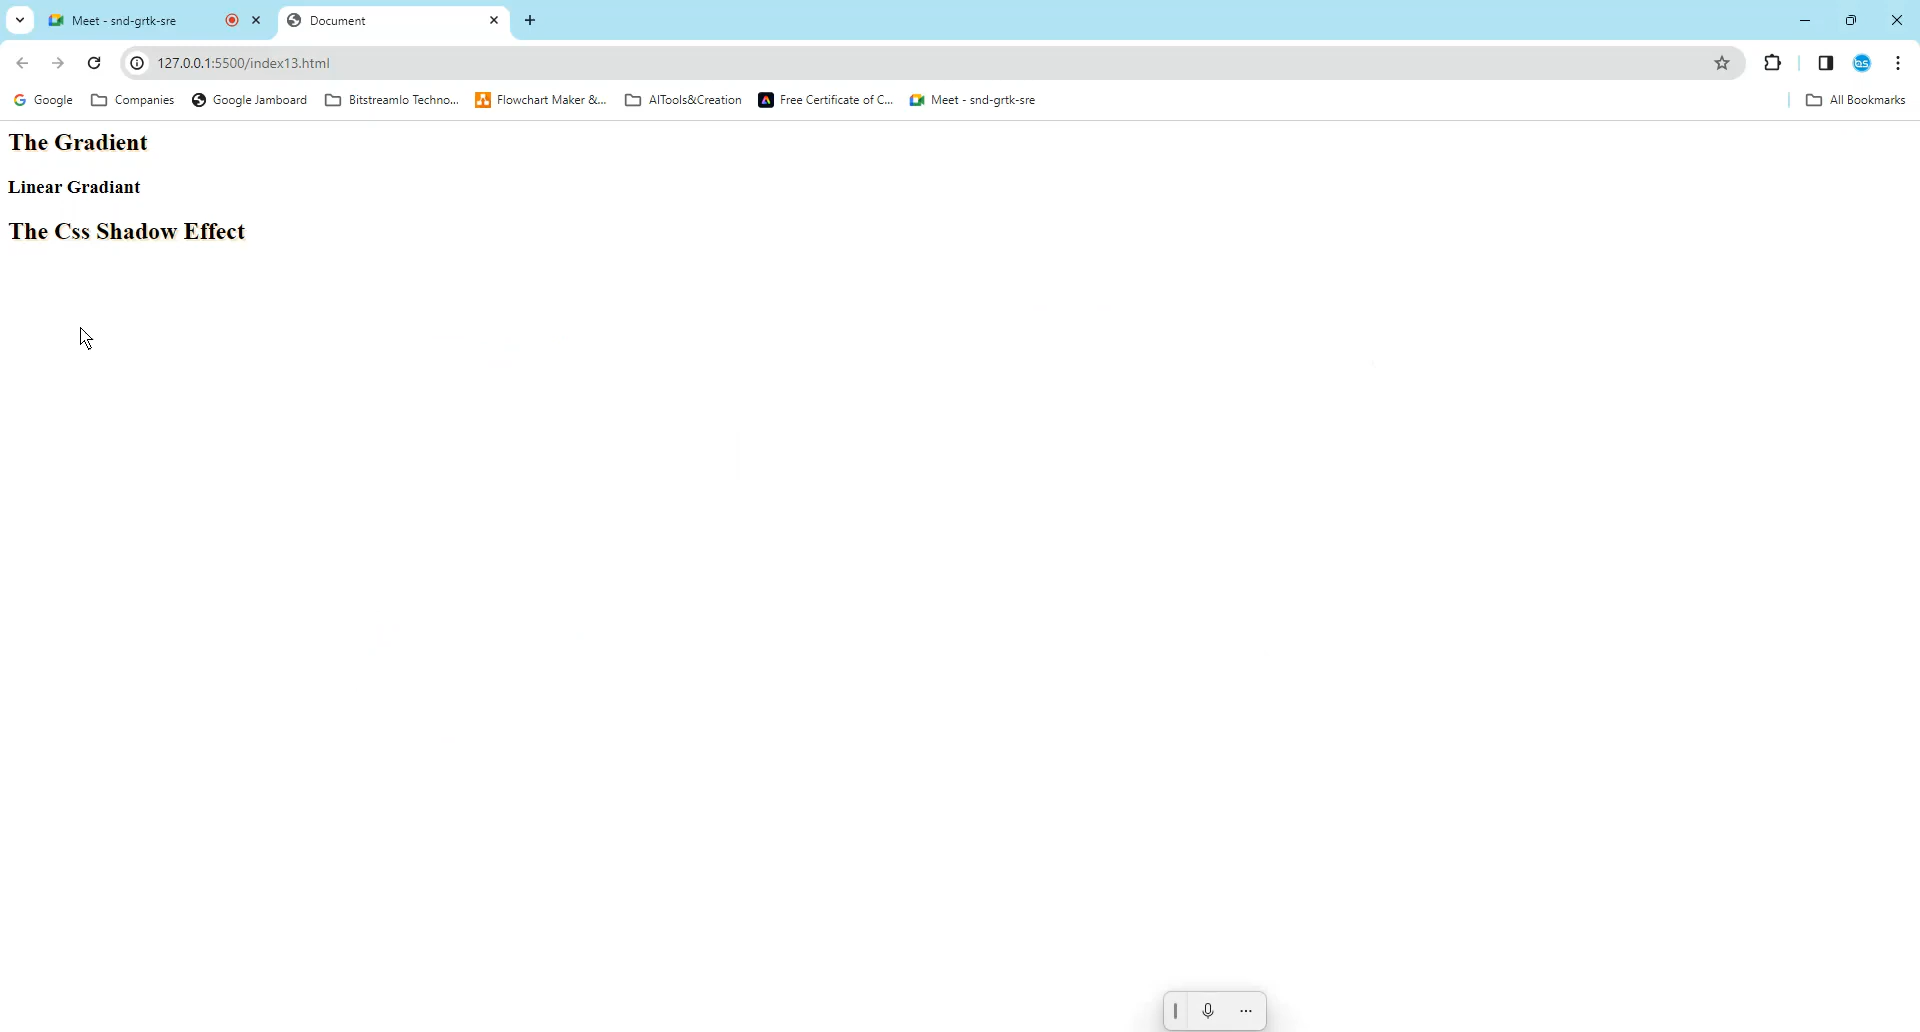 Meet - snd-grtk-sre
Document
127.0.0.1:5500/index13.html
Google
Companies
Google Jamboard
Bitstreamlo Techno...
Flowchart Maker &...
AITools&Creation
Free Certificate of C...
Meet - snd-grtk-sre
All Bookmarks
The Gradient
Linear Gradiant
The Css Shadow Effect